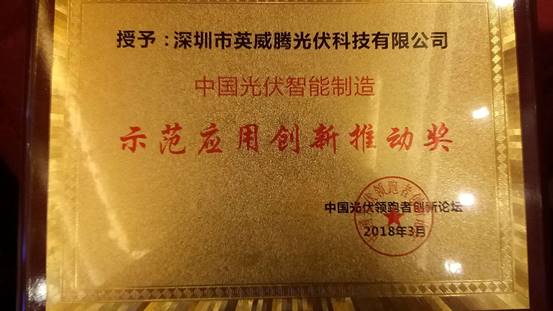 授予：深圳市英威腾光伏科技有限公司
中国光伏智能制造
示范应用创新推动奖
中国光伏领跑者创新论坛
2018年3月